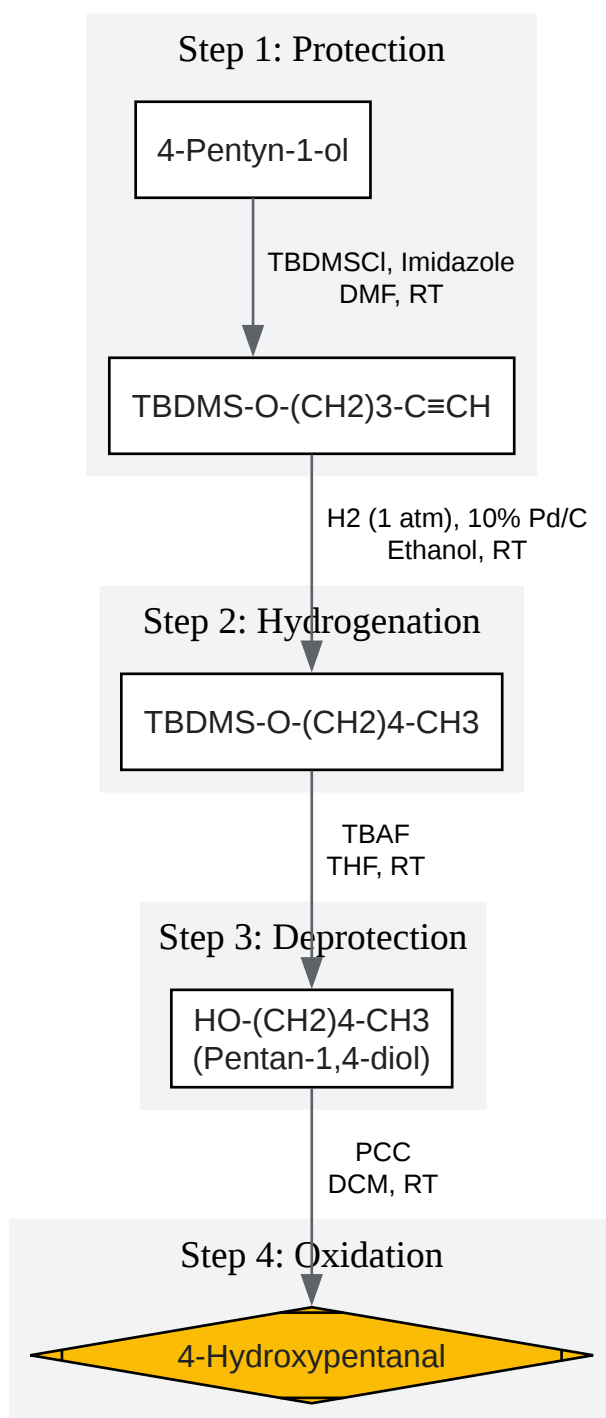 Step 1: Protection
4-Pentyn-1-ol
TBDMSCl, Imidazole
DMF, RT
TBDMS-O-(CH2)3-C≡CH
H2 (1 atm), 10% Pd/C
Ethanol, RT
Step 2: Hydrogenation
TBDMS-O-(CH2)4-CH3
TBAF
THF, RT
Step 3: Deprotection
HO-(CH2)4-CH3
(Pentan-1,4-diol)
PCC
DCM, RT
Step 4: Oxidation
4-Hydroxypentanal